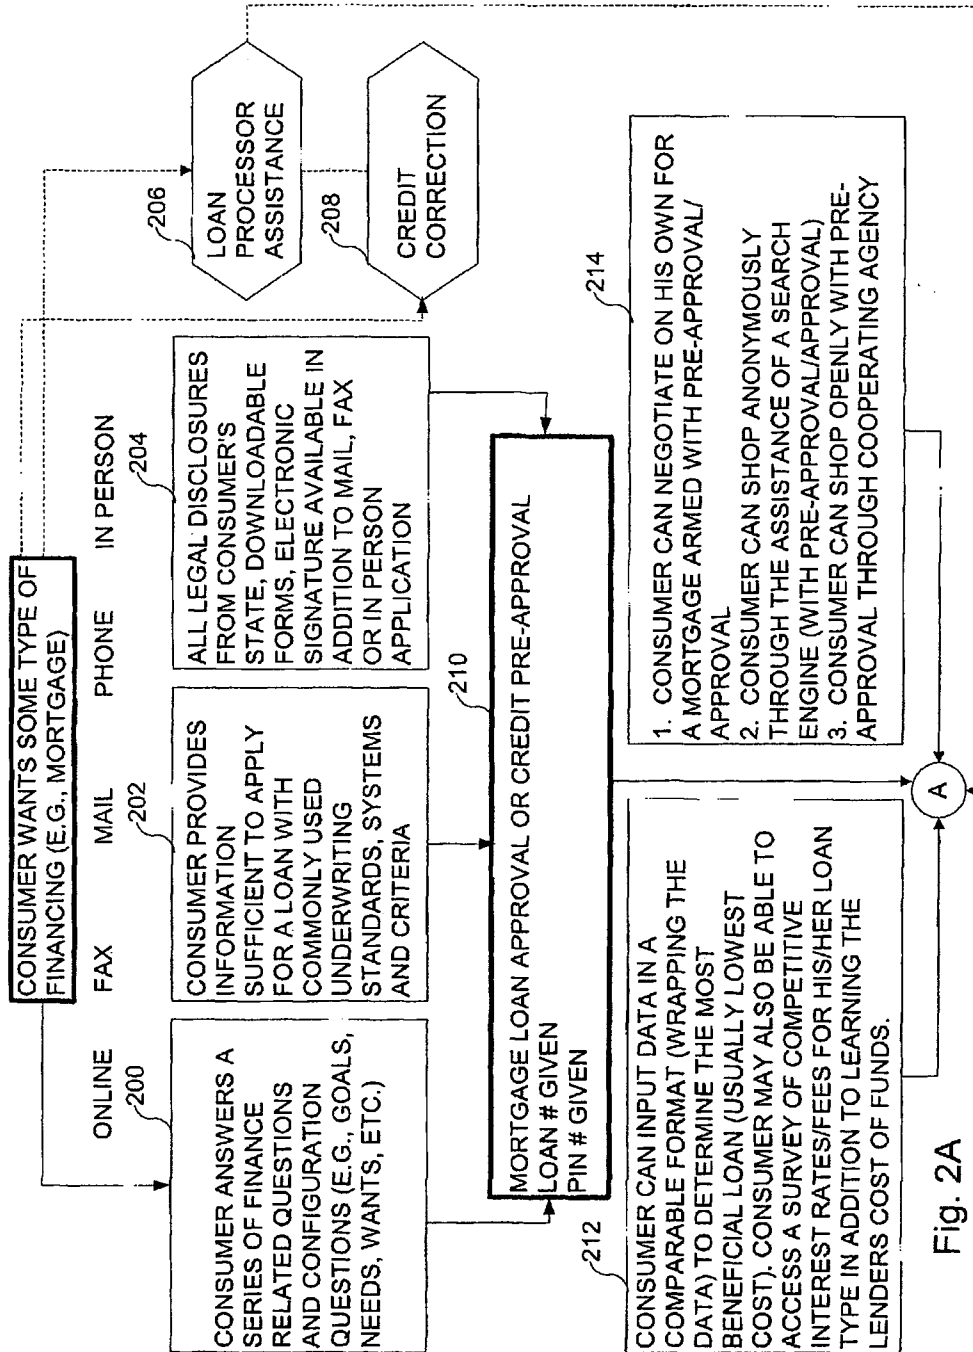 CONSUMER WANTS SOME TYPE OF
FINANCING (E.G., MORTGAGE)
ONLINE FAX MAIL PHONE IN PERSON
200
CONSUMER ANSWERS A
SERIES OF FINANCE
RELATED QUESTIONS
AND CONFIGURATION
QUESTIONS (E.G., GOALS,
NEEDS, WANTS, ETC.)
202
CONSUMER PROVIDES
INFORMATION
SUFFICIENT TO APPLY
FOR A LOAN WITH
COMMONLY USED
UNDERWRITING
STANDARDS, SYSTEMS
AND CRITERIA
204
ALL LEGAL DISCLOSURES
FROM CONSUMER'S
STATE, DOWNLOADABLE
FORMS, ELECTRONIC
SIGNATURE AVAILABLE IN
ADDITION TO MAIL, FAX
OR IN PERSON
APPLICATION
206
LOAN
PROCESSOR
ASSISTANCE
208
CREDIT
CORRECTION
210
MORTGAGE LOAN APPROVAL OR CREDIT PRE-APPROVAL
LOAN # GIVEN
PIN # GIVEN
212
CONSUMER CAN INPUT DATA IN A
COMPARABLE FORMAT (WRAPPING THE
DATA) TO DETERMINE THE MOST
BENEFICIAL LOAN (USUALLY LOWEST
COST). CONSUMER MAY ALSO BE ABLE TO
ACCESS A SURVEY OF COMPETITIVE
INTEREST RATES/FEES FOR HIS/HER LOAN
TYPE IN ADDITION TO LEARNING THE
LENDERS COST OF FUNDS.
214
1. CONSUMER CAN NEGOTIATE ON HIS OWN FOR
A MORTGAGE ARMED WITH PRE-APPROVAL/
APPROVAL
2. CONSUMER CAN SHOP ANONYMOUSLY
THROUGH THE ASSISTANCE OF A SEARCH
ENGINE (WITH PRE-APPROVAL/APPROVAL)
3. CONSUMER CAN SHOP OPENLY WITH PRE-
APPROVAL THROUGH COOPERATING AGENCY
A
Fig. 2A